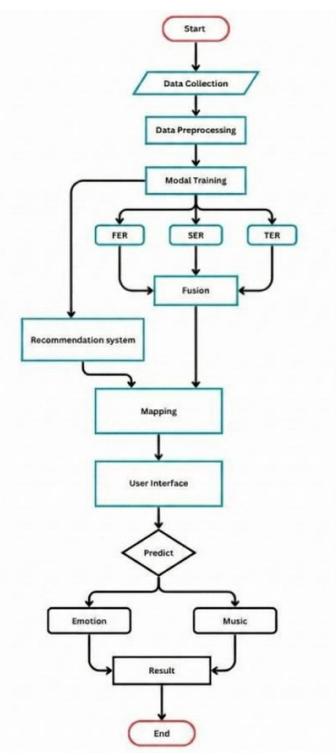 Start
Data Collection
Data Preprocessing
Modal Training
FER
SER
TER
Fusion
Recommendation system
Mapping
User Interface
Predict
Emotion
Music
Result
End